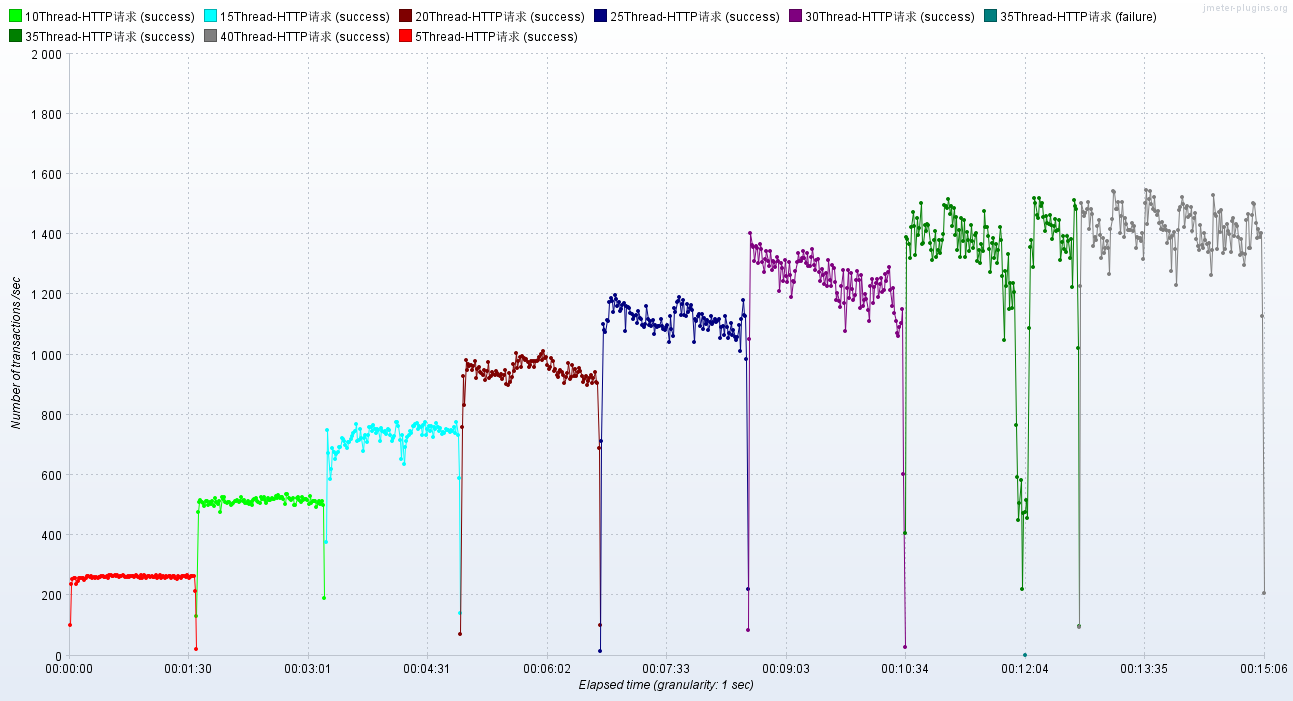 10Thread-HTTP请求 (success) 15Thread-HTTP请求 (success) 20Thread-HTTP请求 (success) 25Thread-HTTP请求 (success) 30Thread-HTTP请求 (success) 35Thread-HTTP请求 (failure)
jmeter-plugins.org
35Thread-HTTP请求 (success) 40Thread-HTTP请求 (success) 5Thread-HTTP请求 (success)
2 000
1 800
1 600
1 400
1 200
1 000
800
600
400
200
0
Number of transactions /sec
00:00:00 00:01:30 00:03:01 00:04:31 00:06:02 00:07:33 00:09:03 00:10:34 00:12:04 00:13:35 00:15:06
Elapsed time (granularity: 1 sec)